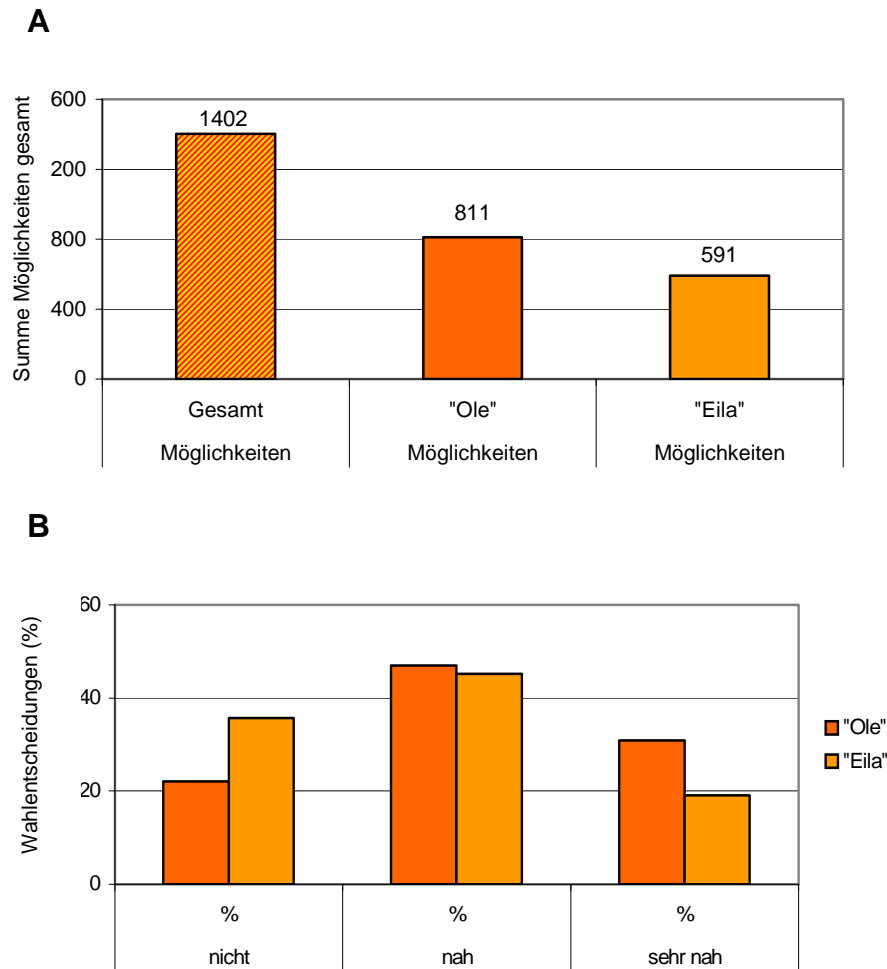 A
Summe Möglichkeiten gesamt
600
200
800
400
0
1402
811
591
Gesamt "Ole" "Eila"
Möglichkeiten Möglichkeiten Möglichkeiten
B
Wahlentscheidungen (%)
60
40
20
0
"Ole"
"Eila"
% % %
nicht nah sehr nah